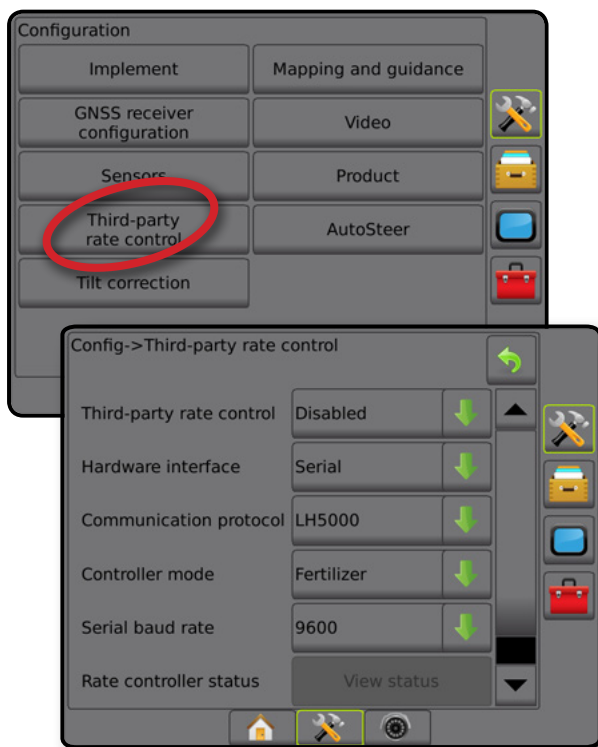 Configuration
Implement
Mapping and guidance
GNSS receiver
configuration
Video
Sensors
Product
Third-party
rate control
AutoSteer
Tilt correction
Config->Third-party rate control
Third-party rate control Disabled
Hardware interface Serial
Communication protocol LH5000
Controller mode Fertilizer
Serial baud rate 9600
Rate controller status View status